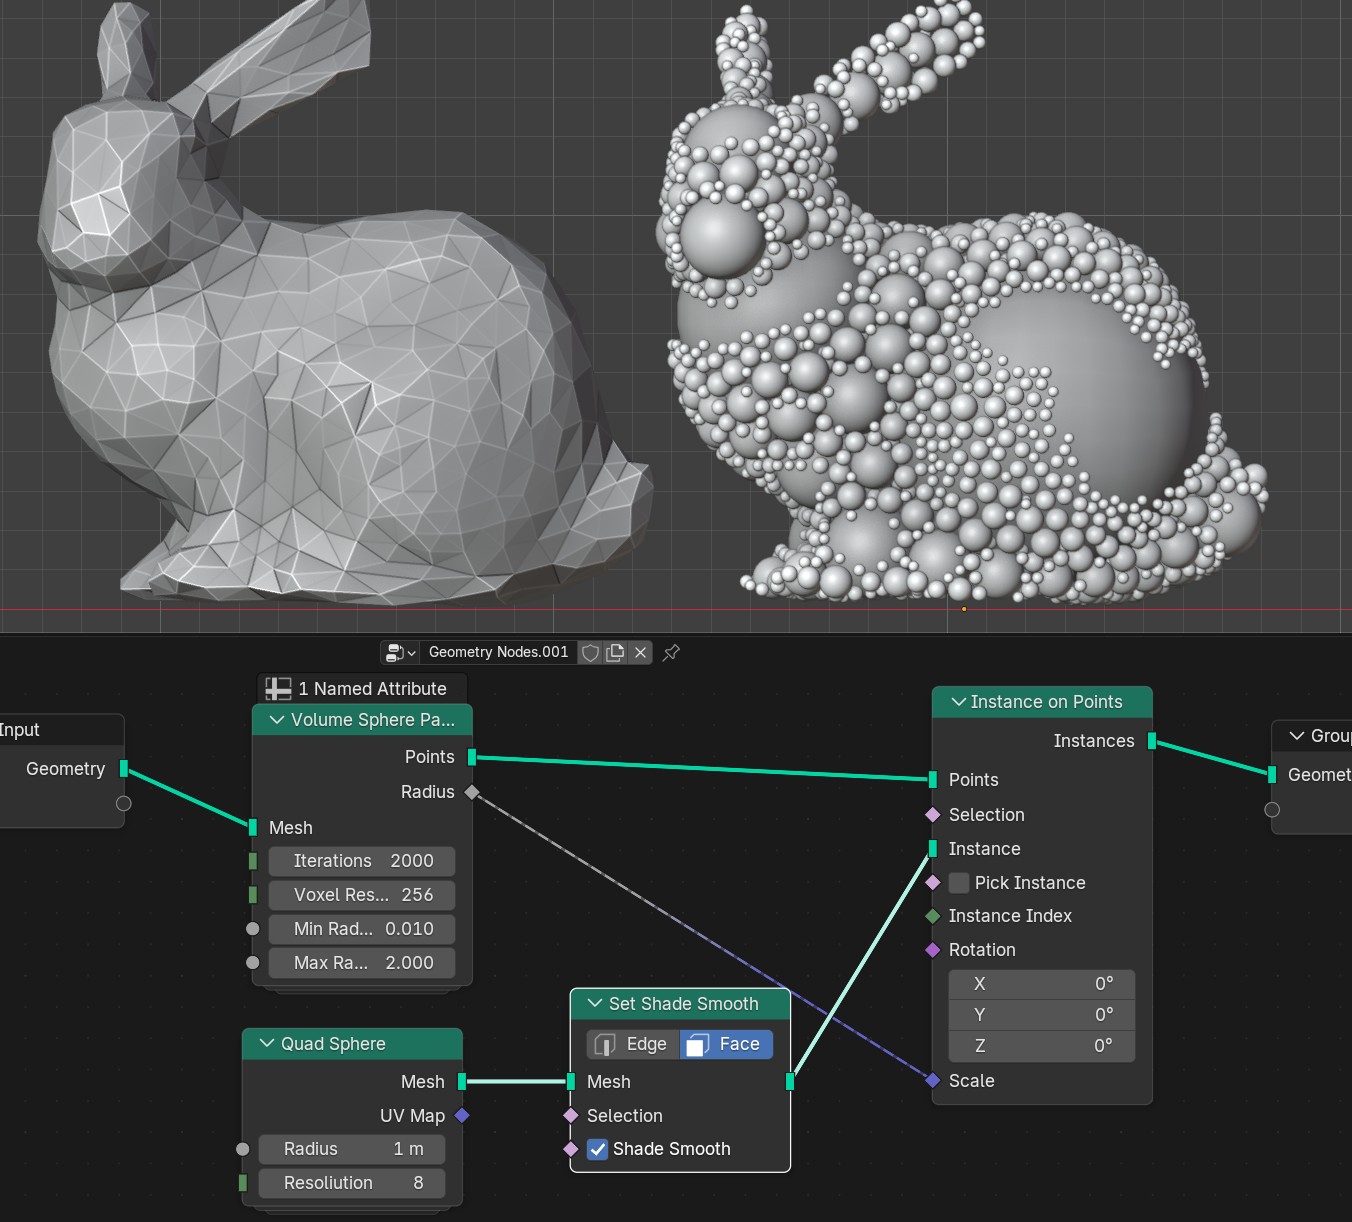 Geometry Nodes.001
1 Named Attribute
Input
Geometry
Volume Sphere Pa...
Points
Radius
Mesh
Iterations 2000
Voxel Res... 256
Min Rad... 0.010
Max Ra... 2.000
Quad Sphere
Mesh
UV Map
Radius 1 m
Resoliution 8
Set Shade Smooth
Edge Face
Mesh
Selection
Shade Smooth
Instance on Points
Instances
Points
Selection
Instance
Pick Instance
Instance Index
Rotation
X 0°
Y 0°
Z 0°
Scale
Group
Geomet